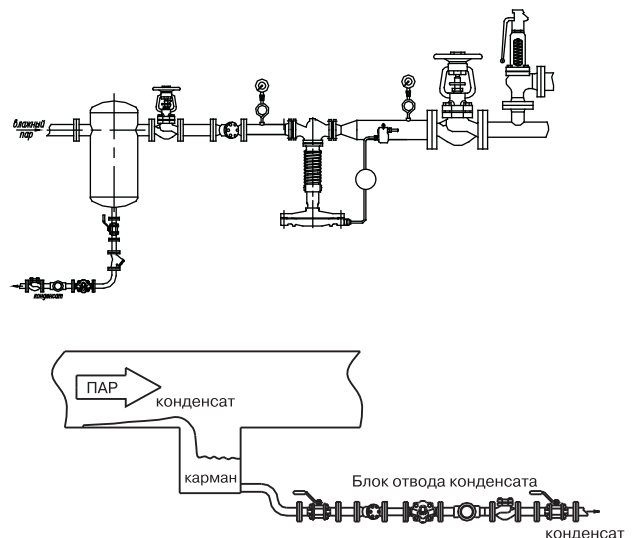 влажный
пар
конденсат
ПАР
конденсат
карман
Блок отвода конденсата
конденсат